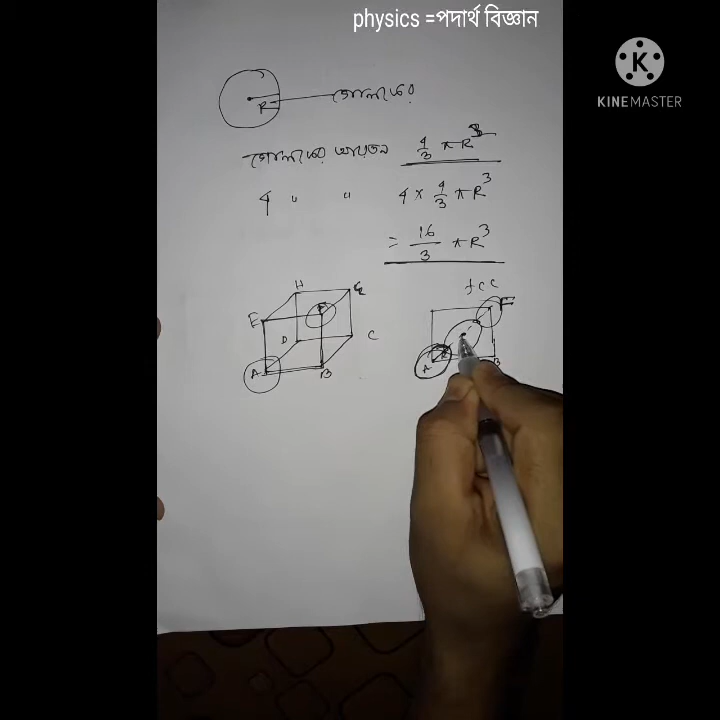 physics =পদার্থ বিজ্ঞান
K
KINEMASTER
R
গোলকের
গোলকের আয়তন 4/3 πR³
4 " " 4 × 4/3 πR³
= 16/3 πR³
H G
E F
D C
A B
fcc
F
A B